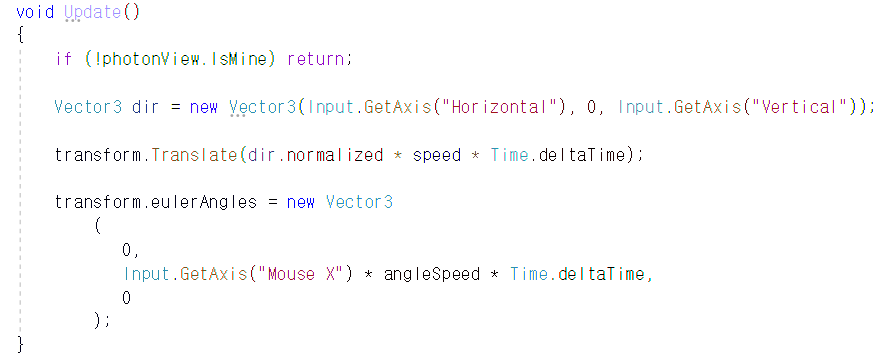 void Update()
{
if (!photonView.IsMine) return;
Vector3 dir = new Vector3(Input.GetAxis("Horizontal"), 0, Input.GetAxis("Vertical"));
transform.Translate(dir.normalized * speed * Time.deltaTime);
transform.eulerAngles = new Vector3
(
0,
Input.GetAxis("Mouse X") * angleSpeed * Time.deltaTime,
0
);
}